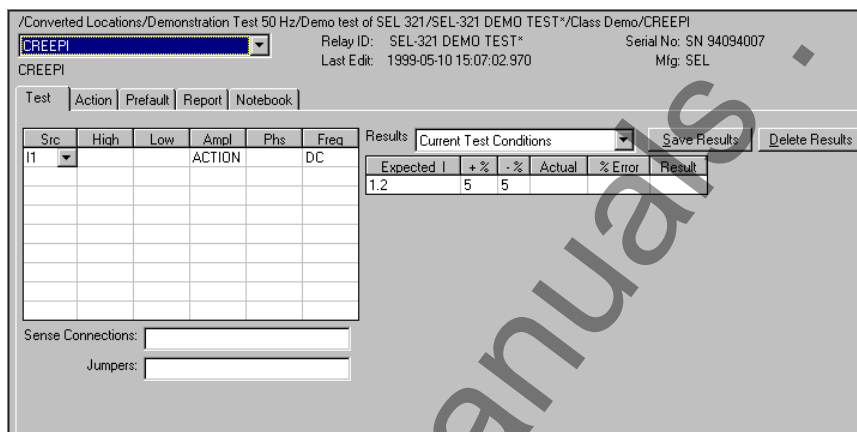 /Converted Locations/Demonstration Test 50 Hz/Demo test of SEL 321/SEL-321 DEMO TEST*/Class Demo/CREEPI
CREEPI Relay ID: SEL-321 DEMO TEST* Serial No: SN 94094007
CREEPI Last Edit: 1999-05-10 15:07:02.970 Mfg: SEL
Test Action Prefault Report Notebook
Results Current Test Conditions Save Results Delete Results
Src High Low Ampl Phs Freq
I1 ACTION DC
Expected I + % - % Actual % Error Result
1.2 5 5
Sense Connections:
Jumpers:
anuals.